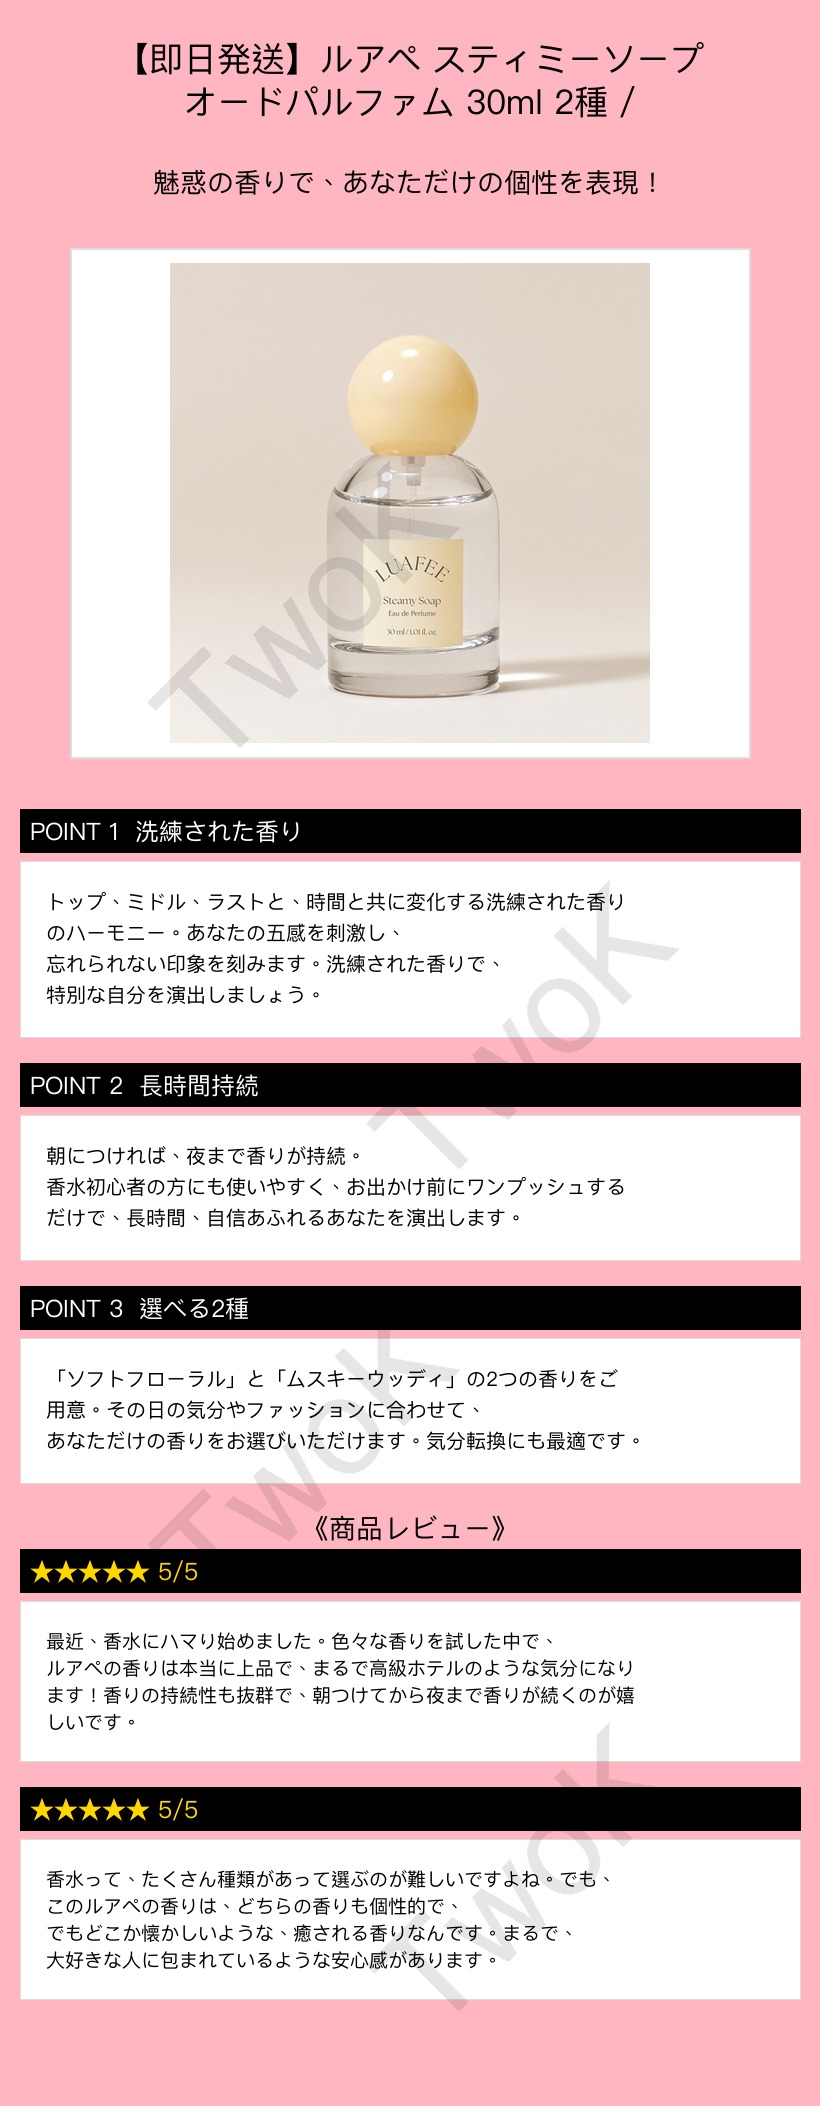 【即日発送】ルアペ スティミーソープ
オードパルファム 30ml 2種 /
魅惑の香りで、あなただけの個性を表現！
LUAFEE
Steamy Soap
Eau de Perfume
30 ml / 1.01 fl. oz.
TwoK
POINT 1 洗練された香り
トップ、ミドル、ラストと、時間と共に変化する洗練された香り
のハーモニー。あなたの五感を刺激し、
忘れられない印象を刻みます。洗練された香りで、
特別な自分を演出しましょう。
TwoK
POINT 2 長時間持続
朝につければ、夜まで香りが持続。
香水初心者の方にも使いやすく、お出かけ前にワンプッシュする
だけで、長時間、自信あふれるあなたを演出します。
POINT 3 選べる2種
「ソフトフローラル」と「ムスキーウッディ」の2つの香りをご
用意。その日の気分やファッションに合わせて、
あなただけの香りをお選びいただけます。気分転換にも最適です。
TwoK
《商品レビュー》
★★★★★ 5/5
最近、香水にハマり始めました。色々な香りを試した中で、
ルアペの香りは本当に上品で、まるで高級ホテルのような気分になり
ます！香りの持続性も抜群で、朝つけてから夜まで香りが続くのが嬉
しいです。
★★★★★ 5/5
香水って、たくさん種類があって選ぶのが難しいですよね。でも、
このルアペの香りは、どちらの香りも個性的で、
でもどこか懐かしいような、癒される香りなんです。まるで、
大好きな人に包まれているような安心感があります。
TwoK